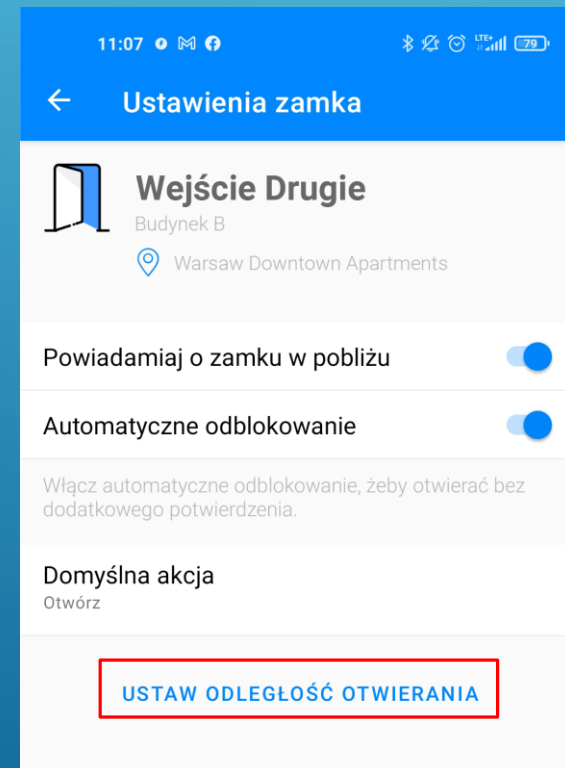 11:07
LTE+
79
Ustawienia zamka
Wejście Drugie
Budynek B
Warsaw Downtown Apartments
Powiadamiaj o zamku w pobliżu
Automatyczne odblokowanie
Włącz automatyczne odblokowanie, żeby otwierać bez
dodatkowego potwierdzenia.
Domyślna akcja
Otwórz
USTAW ODLEGŁOŚĆ OTWIERANIA